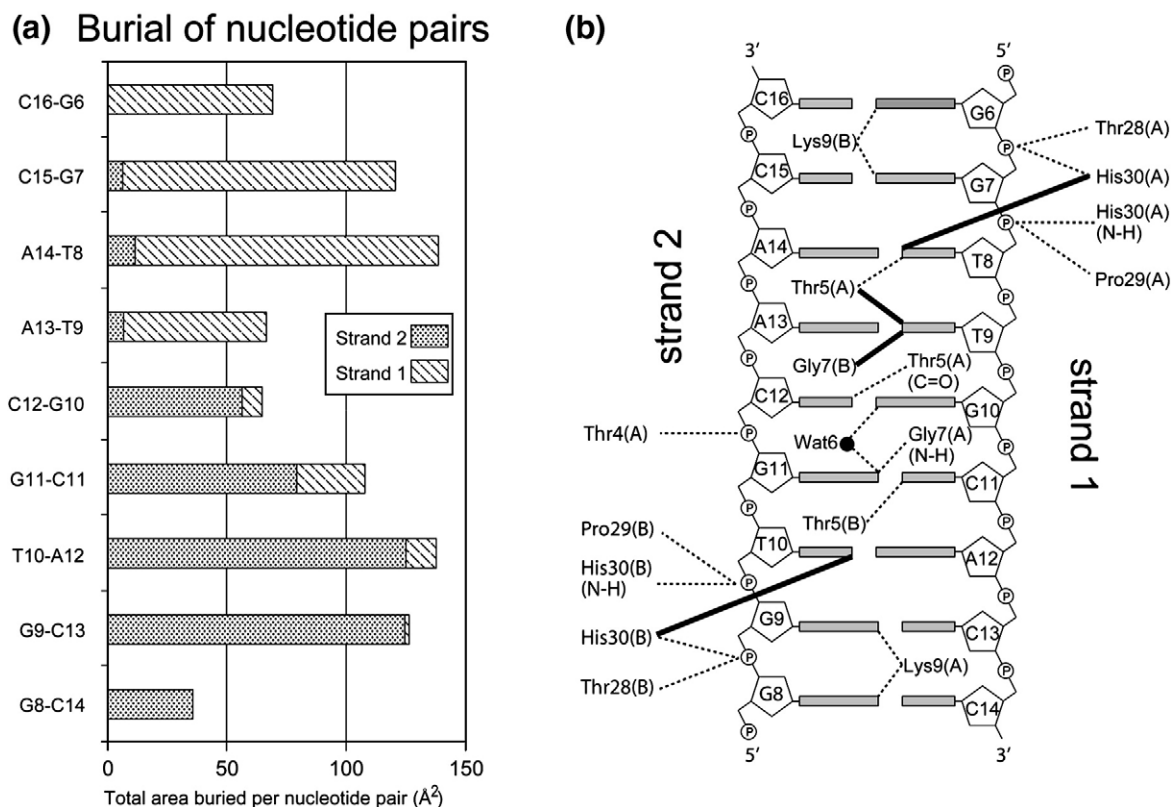 (a) Burial of nucleotide pairs
C16-G6
C15-G7
A14-T8
A13-T9
C12-G10
G11-C11
T10-A12
G9-C13
G8-C14
Strand 2
Strand 1
0
50
100
150
Total area buried per nucleotide pair (Å²)
(b)
3′
5′
P
C16
G6
Lys9(B)
P
P
Thr28(A)
C15
G7
His30(A)
P
P
His30(A)
(N-H)
A14
T8
Pro29(A)
Thr5(A)
P
P
strand 2
A13
T9
Gly7(B)
Thr5(A)
(C=O)
P
P
strand 1
C12
G10
Thr4(A)
P
Wat6
Gly7(A)
(N-H)
P
G11
C11
Thr5(B)
P
P
Pro29(B)
T10
A12
His30(B)
(N-H)
P
P
G9
C13
His30(B)
Lys9(A)
P
P
Thr28(B)
G8
C14
P
5′
3′